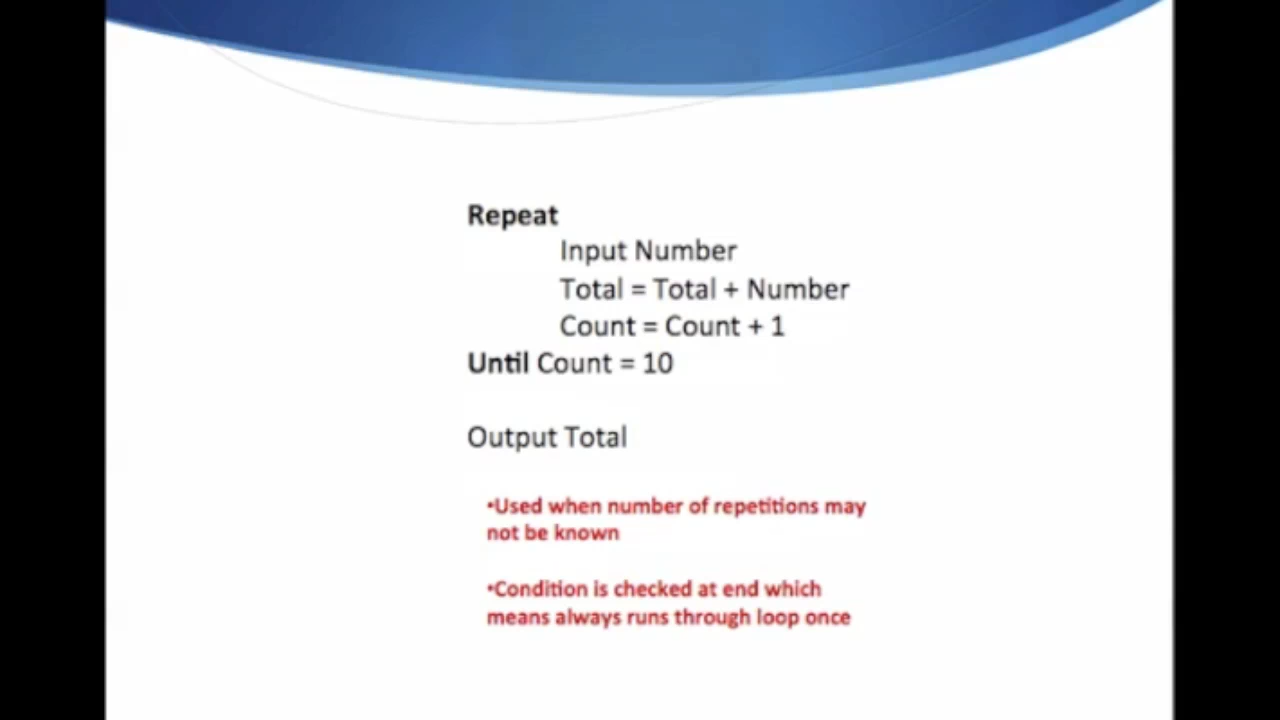 Repeat
Input Number
Total = Total + Number
Count = Count + 1
Until Count = 10
Output Total
•Used when number of repetitions may
not be known
•Condition is checked at end which
means always runs through loop once